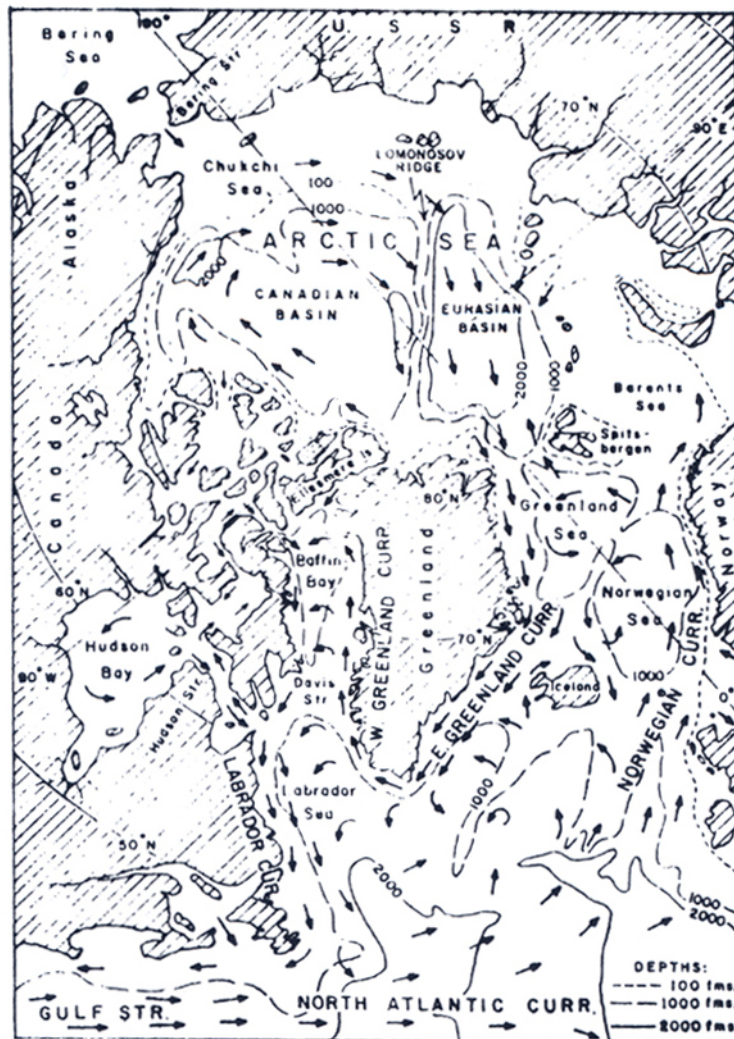 180°
U S S R
Bering
Sea
Bering Str
70°N
90°E
LOMONOSOV
RIDGE
Chukchi
Sea
100
1000
Alaska
ARCTIC SEA
2000
CANADIAN
BASIN
EURASIAN
BASIN
2000
1000
Barents
Sea
Spits-
bergen
Canada
Ellesmere Is
80°N
Greenland
Sea
Norway
Baffin
Bay
W. GREENLAND CURR.
Greenland
60°N
Norwegian
Sea
Hudson
Bay
70°N
90°W
1000
CURR.
Davis
Str
Iceland
0°
Hudson St
E. GREENLAND CURR
NORWEGIAN
LABRADOR CUR.
Labrador
Sea
1000
50°N
2000
1000
2000
DEPTHS:
100 fms.
1000 fms.
2000 fms.
GULF STR.
NORTH ATLANTIC CURR.